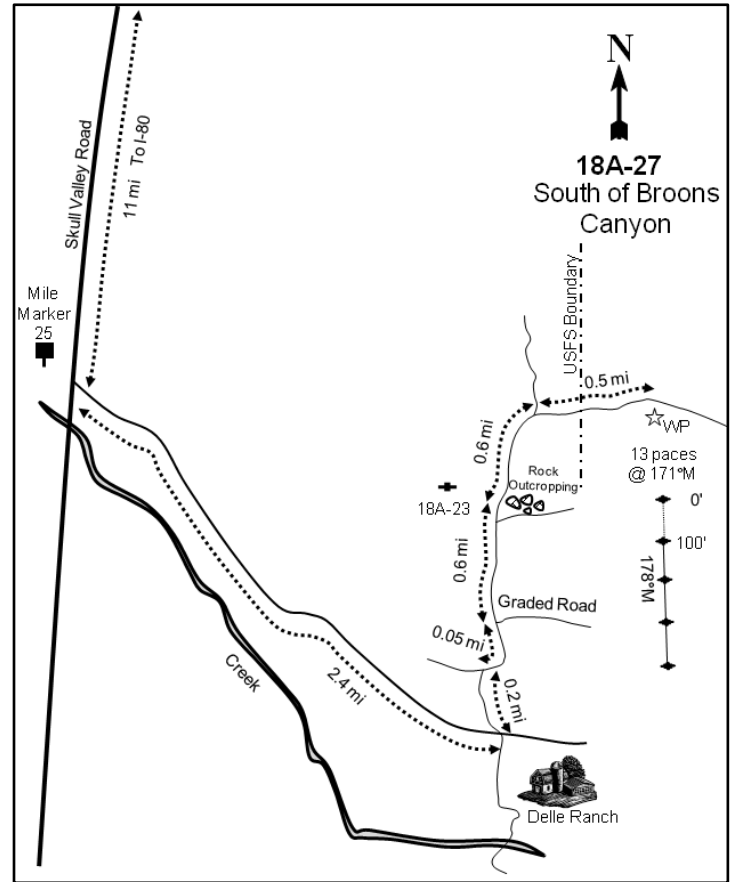 N
18A-27
South of Broons
Canyon
Skull Valley Road
11 mi To I-80
Mile
Marker
25
USFS Boundary
0.5 mi
WP
0.6 mi
13 paces
@ 171°M
Rock
Outcropping
18A-23
0'
100'
178°M
0.6 mi
Graded Road
0.05 mi
0.2 mi
2.4 mi
Creek
Delle Ranch